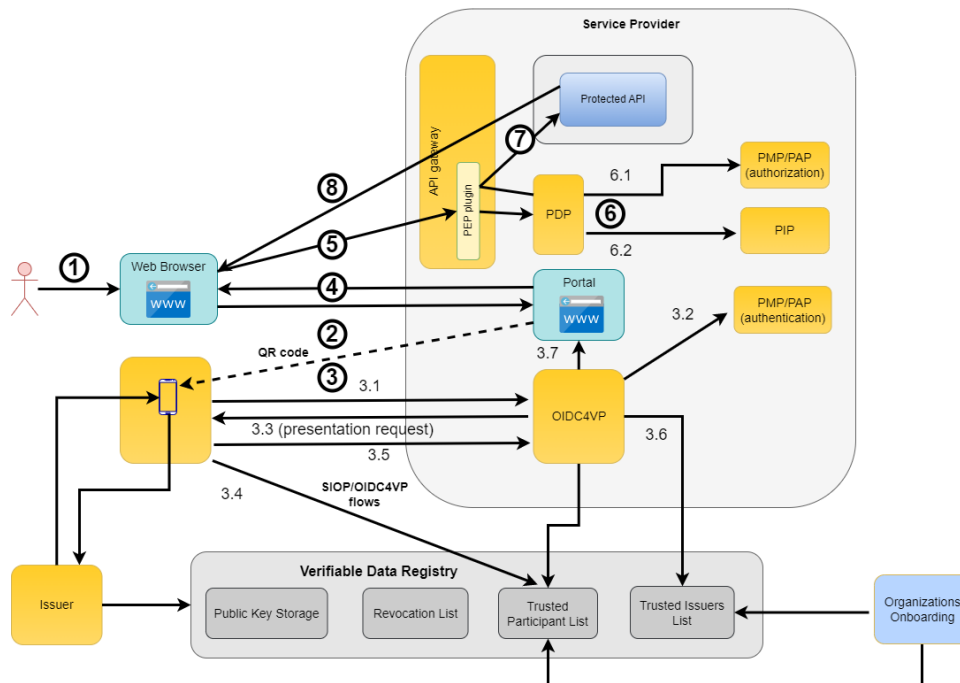 Service Provider
Protected API
API gateway
PEP plugin
7
6.1
PMP/PAP
(authorization)
8
PDP
6
PIP
5
6.2
1
Web Browser
www
4
Portal
www
PMP/PAP
(authentication)
3.2
2
QR code
3
3.7
3.1
OIDC4VP
3.3 (presentation request)
3.6
3.5
3.4
SIOP/OIDC4VP
flows
Verifiable Data Registry
Issuer
Public Key Storage
Revocation List
Trusted
Participant List
Trusted Issuers
List
Organizations
Onboarding